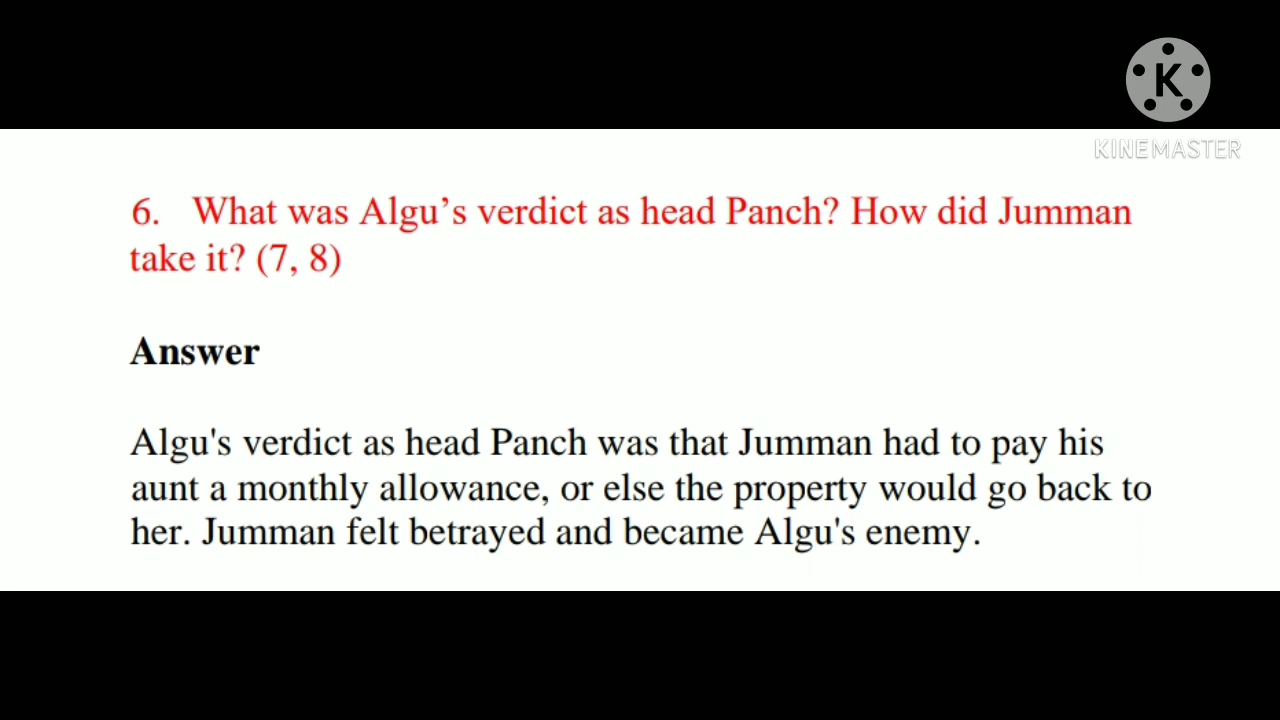 K
KINEMASTER
6. What was Algu’s verdict as head Panch? How did Jumman
take it? (7, 8)
Answer
Algu's verdict as head Panch was that Jumman had to pay his
aunt a monthly allowance, or else the property would go back to
her. Jumman felt betrayed and became Algu's enemy.